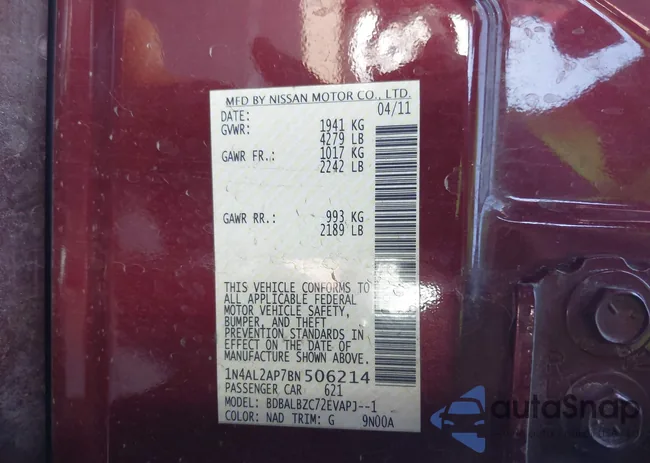 MFD BY NISSAN MOTOR CO., LTD.
DATE: 04/11
GVWR: 1941 KG
4279 LB
GAWR FR.: 1017 KG
2242 LB
GAWR RR.: 993 KG
2189 LB
THIS VEHICLE CONFORMS TO
ALL APPLICABLE FEDERAL
MOTOR VEHICLE SAFETY,
BUMPER, AND THEFT
PREVENTION STANDARDS IN
EFFECT ON THE DATE OF
MANUFACTURE SHOWN ABOVE.
1N4AL2AP7BN 506214
PASSENGER CAR 621
MODEL: BDBALBZC72EVAPJ--1
COLOR: NAD TRIM: G 9N00A
autoSnap